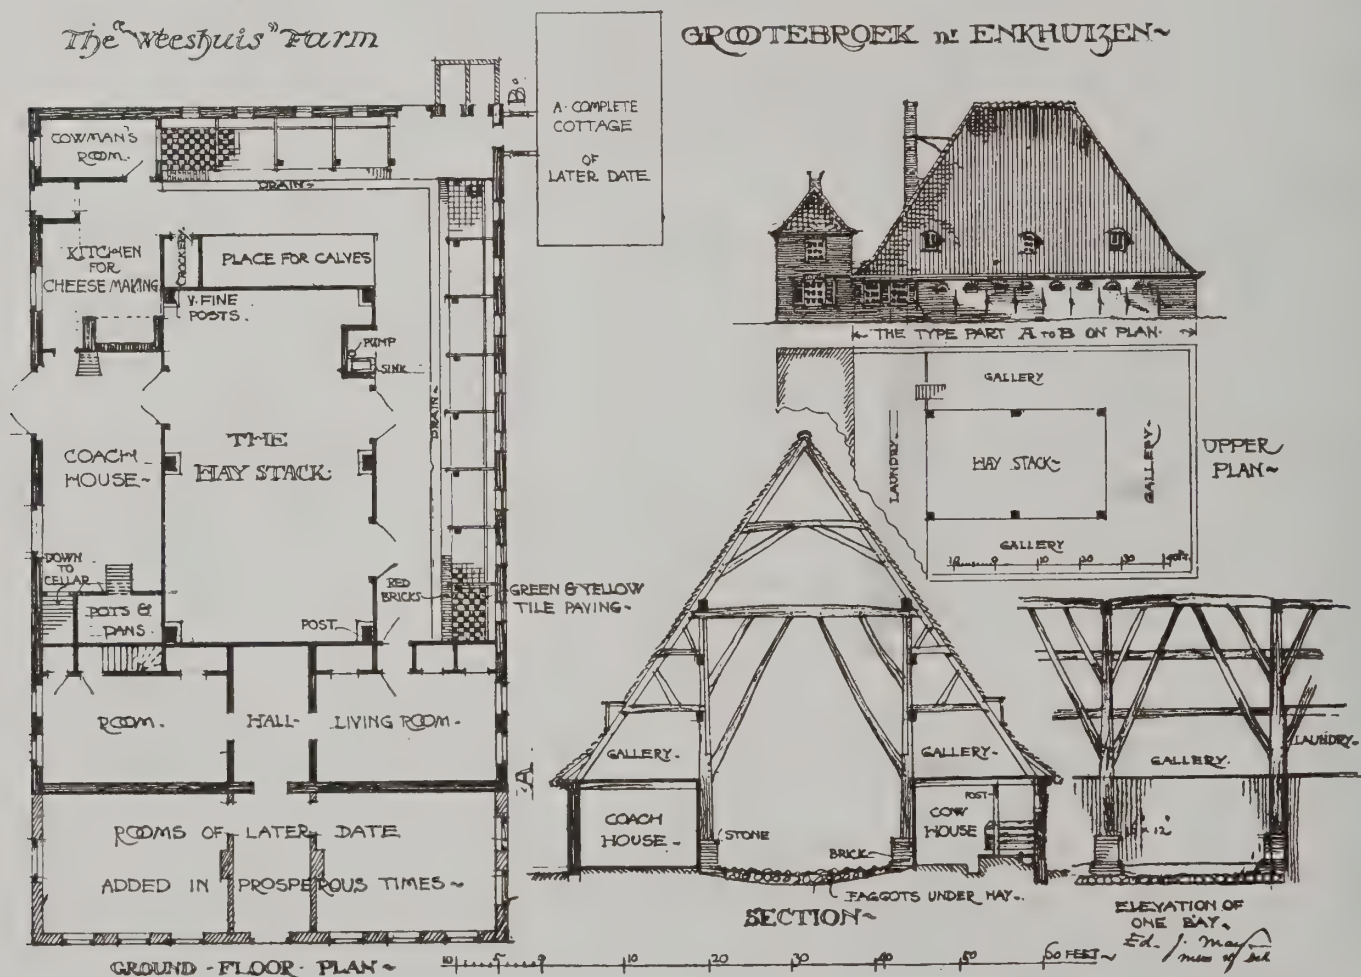 The "Weeshuis" Farm
GROOTEBROEK nr ENKHUIZEN~
B.
A. COMPLETE
COTTAGE
OF
LATER DATE
COWMAN'S
ROOM.
DRAIN.
KITCHEN
FOR
CHEESE MAKING
CROCKERY
PLACE FOR CALVES
V. FINE
POSTS.
PUMP
SINK
DRAIN.
THE
HAY STACK.
COACH
HOUSE~
DOWN
TO
CELLAR
POTS &
PANS.
POST
RED
BRICKS
GREEN & YELLOW
TILE PAVING~
ROOM.
HALL-
LIVING ROOM-
A
ROOMS OF LATER DATE
ADDED IN PROSPEROUS TIMES~
GROUND-FLOOR PLAN~
THE TYPE PART A TO B ON PLAN.
GALLERY
LAUNDRY
HAY STACK~
GALLERY
GALLERY
UPPER
PLAN~
10 20 30 40 Ft.
GALLERY.
GALLERY.
COACH
HOUSE.
STONE
BRICK
POST
COW
HOUSE
FAGGOTS UNDER HAY.
SECTION~
GALLERY.
LAUNDRY.
12"
ELEVATION OF
ONE BAY.
Ed. J. May
10 5 0 10 20 30 40 50 60 FEET~